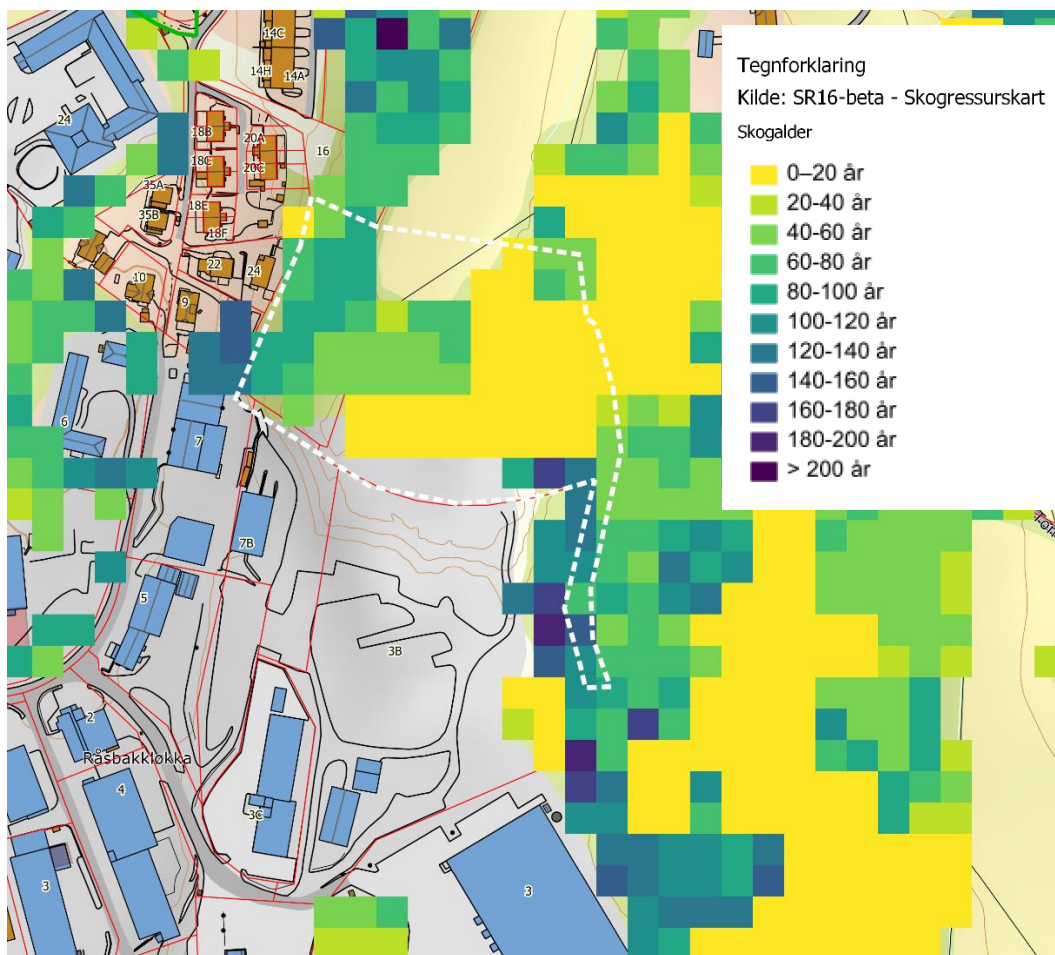 Tegnforklaring
Kilde: SR16-beta - Skogressurskart
Skogalder
0–20 år
20-40 år
40-60 år
60-80 år
80-100 år
100-120 år
120-140 år
140-160 år
160-180 år
180-200 år
> 200 år
14C
14H
14A
24
18B
20A
16
18C
20C
35A
35B
18E
18F
22
24
10
9
6
7
7B
5
3B
2
Råsbakkløkka
4
3C
3
3